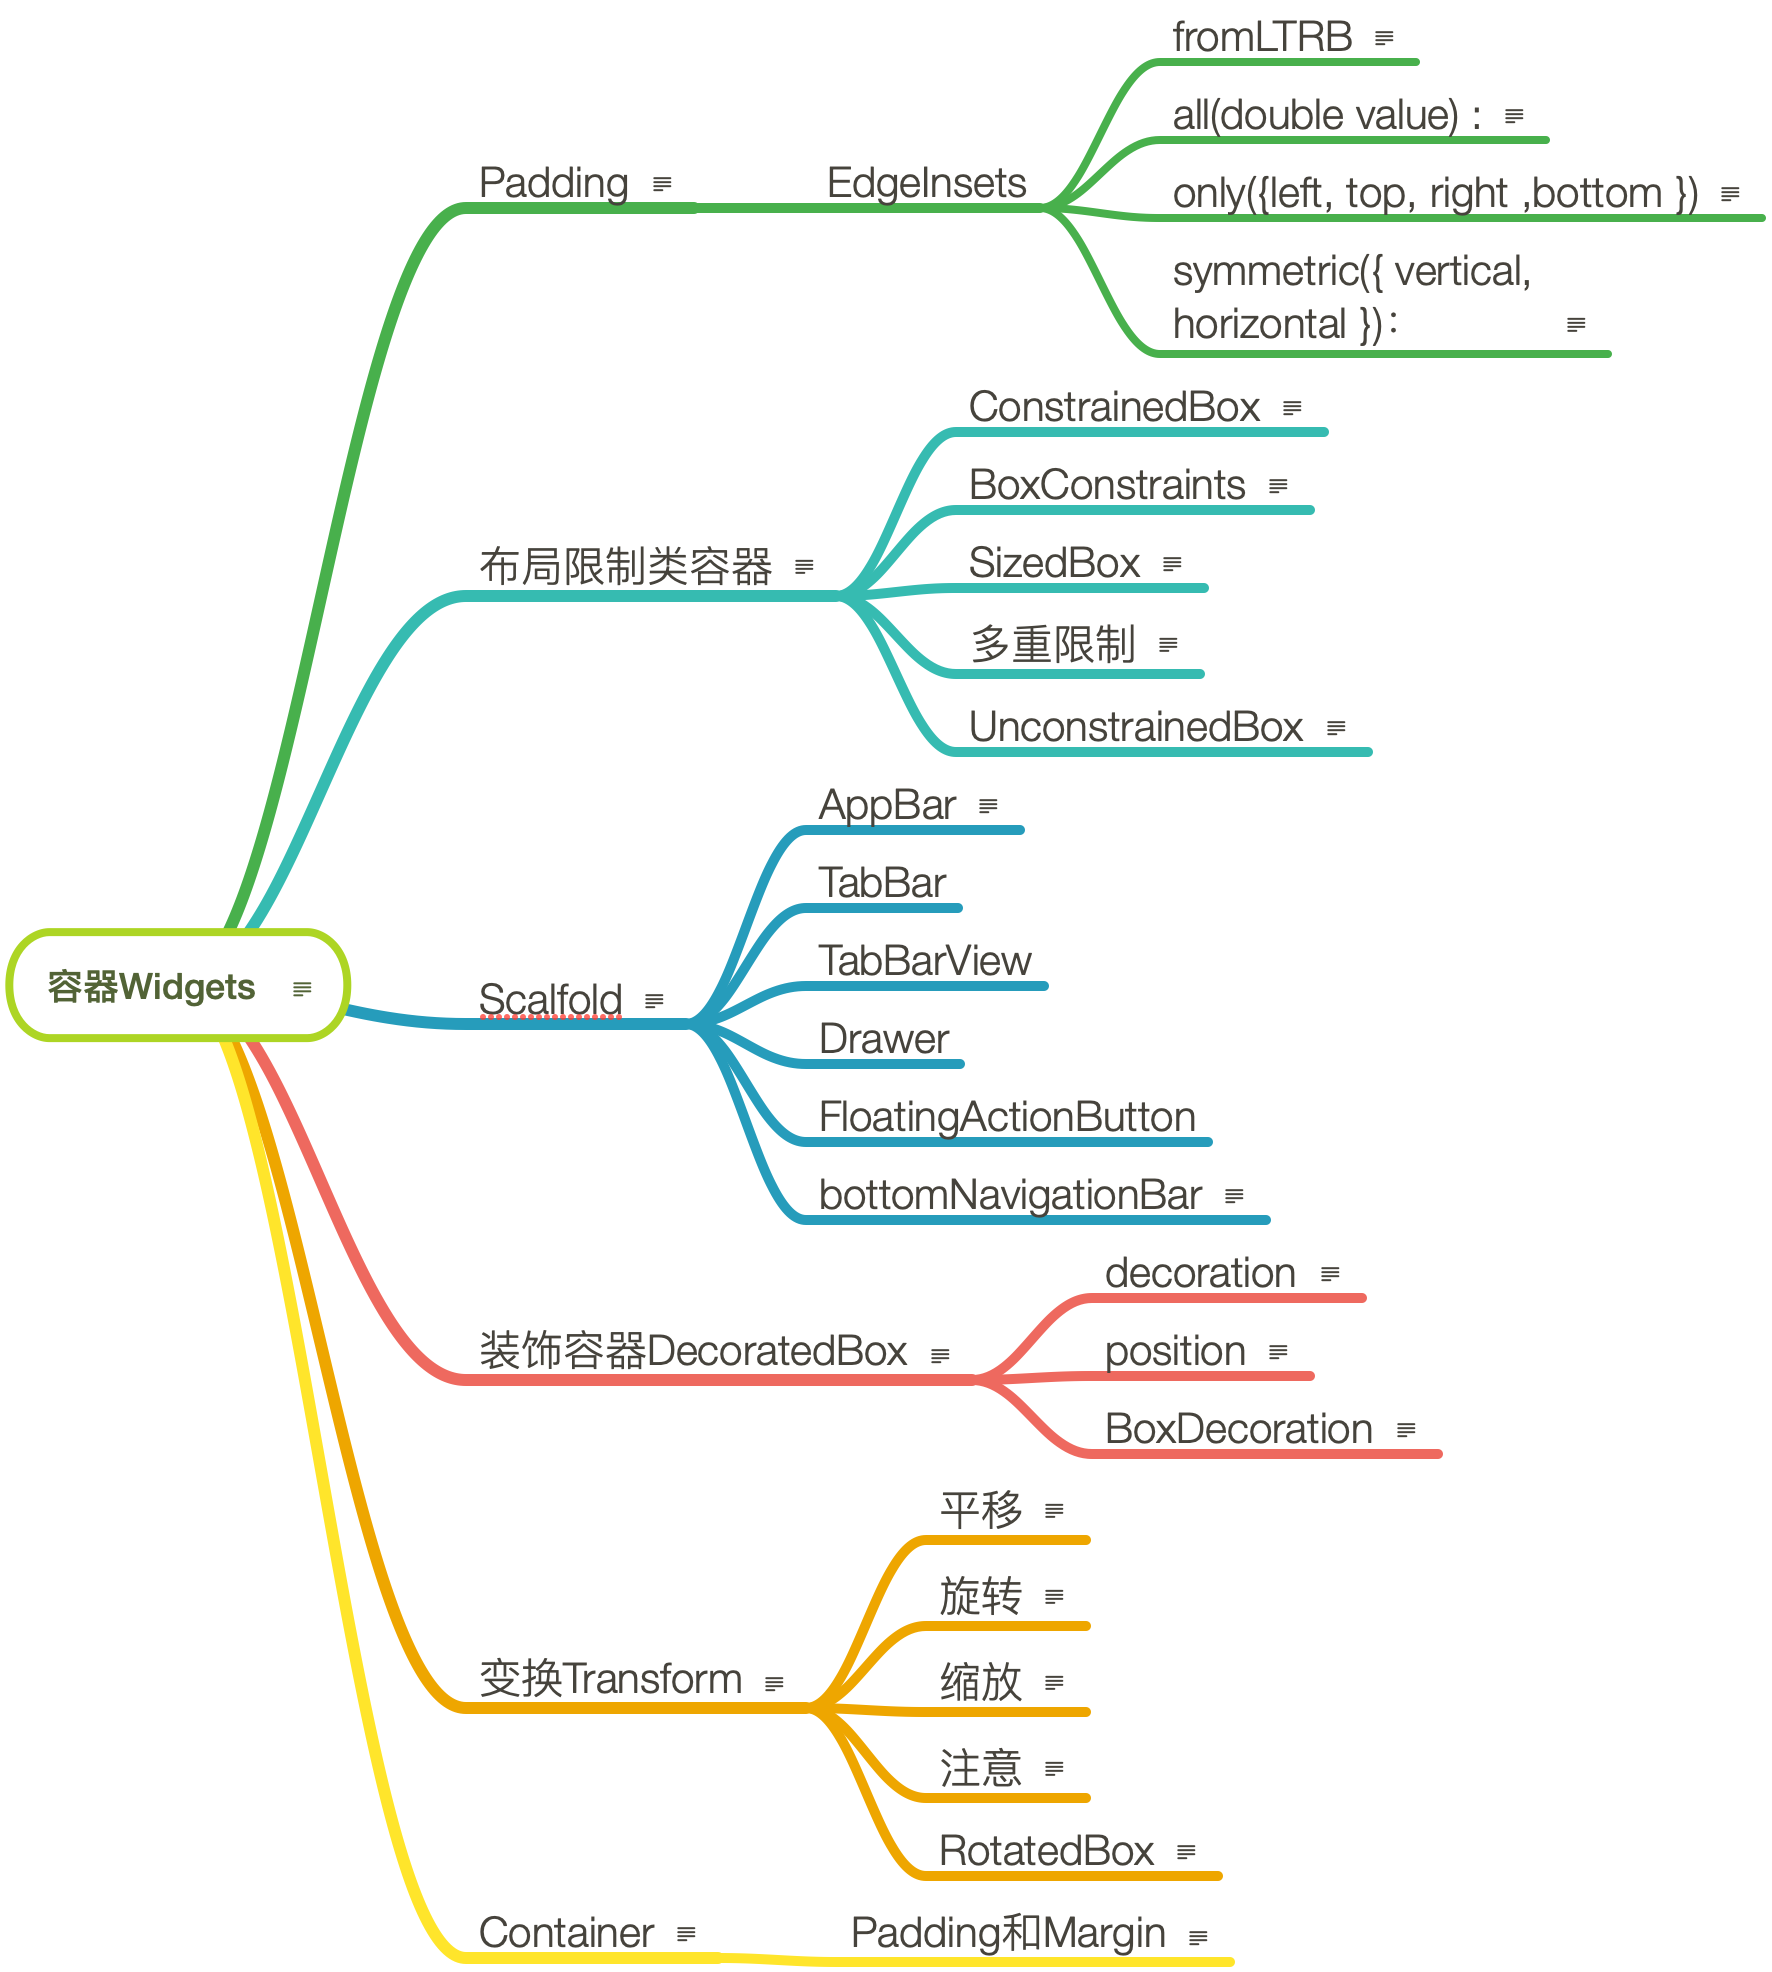 fromLTRB
all(double value) :
only({left, top, right ,bottom })
Padding
EdgeInsets
symmetric({ vertical,
horizontal }):
ConstrainedBox
BoxConstraints
布局限制类容器
SizedBox
多重限制
UnconstrainedBox
AppBar
TabBar
TabBarView
容器Widgets
Scalfold
Drawer
FloatingActionButton
bottomNavigationBar
decoration
装饰容器DecoratedBox
position
BoxDecoration
平移
旋转
变换Transform
缩放
注意
RotatedBox
Container
Padding和Margin